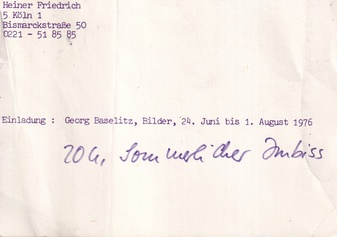 Heiner Friedrich
5 Köln 1
Bismarckstraße 50
0221 - 51 85 85
Einladung : Georg Baselitz, Bilder, 24. Juni bis 1. August 1976
20h, Sommerlicher Imbiss